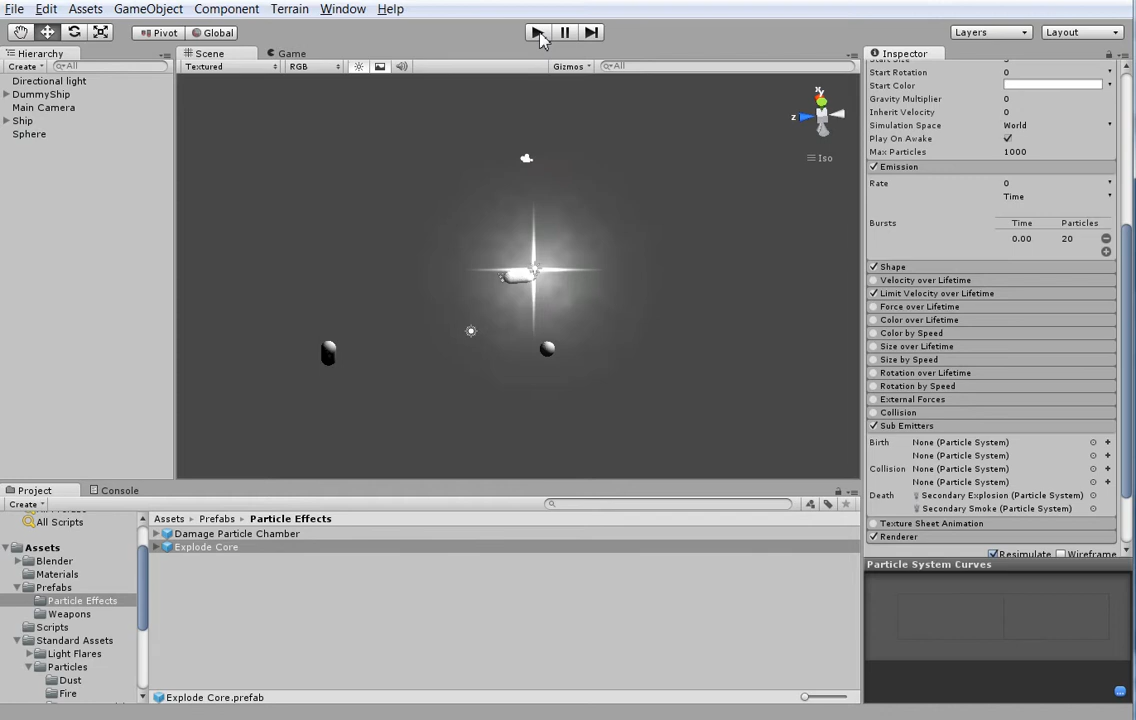 File Edit Assets GameObject Component Terrain Window Help
Pivot Global Layers Layout
Hierarchy Scene Game Inspector
Create All Textured RGB Gizmos All
Directional light
DummyShip
Main Camera
Ship
Sphere
y
z
Iso
Start Rotation 0
Start Color
Gravity Multiplier 0
Inherit Velocity 0
Simulation Space World
Play On Awake
Max Particles 1000
Emission
Rate 0
Time
Bursts Time Particles
0.00 20
Shape
Velocity over Lifetime
Limit Velocity over Lifetime
Force over Lifetime
Color over Lifetime
Color by Speed
Size over Lifetime
Size by Speed
Rotation over Lifetime
Rotation by Speed
External Forces
Collision
Sub Emitters
Birth None (Particle System)
None (Particle System)
Collision None (Particle System)
None (Particle System)
Death Secondary Explosion (Particle System)
Secondary Smoke (Particle System)
Texture Sheet Animation
Renderer
Resimulate Wireframe
Particle System Curves
Project Console
Create
All Scripts
Assets
Blender
Materials
Prefabs
Particle Effects
Weapons
Scripts
Standard Assets
Light Flares
Particles
Dust
Fire
Assets Prefabs Particle Effects
Damage Particle Chamber
Explode Core
Explode Core.prefab